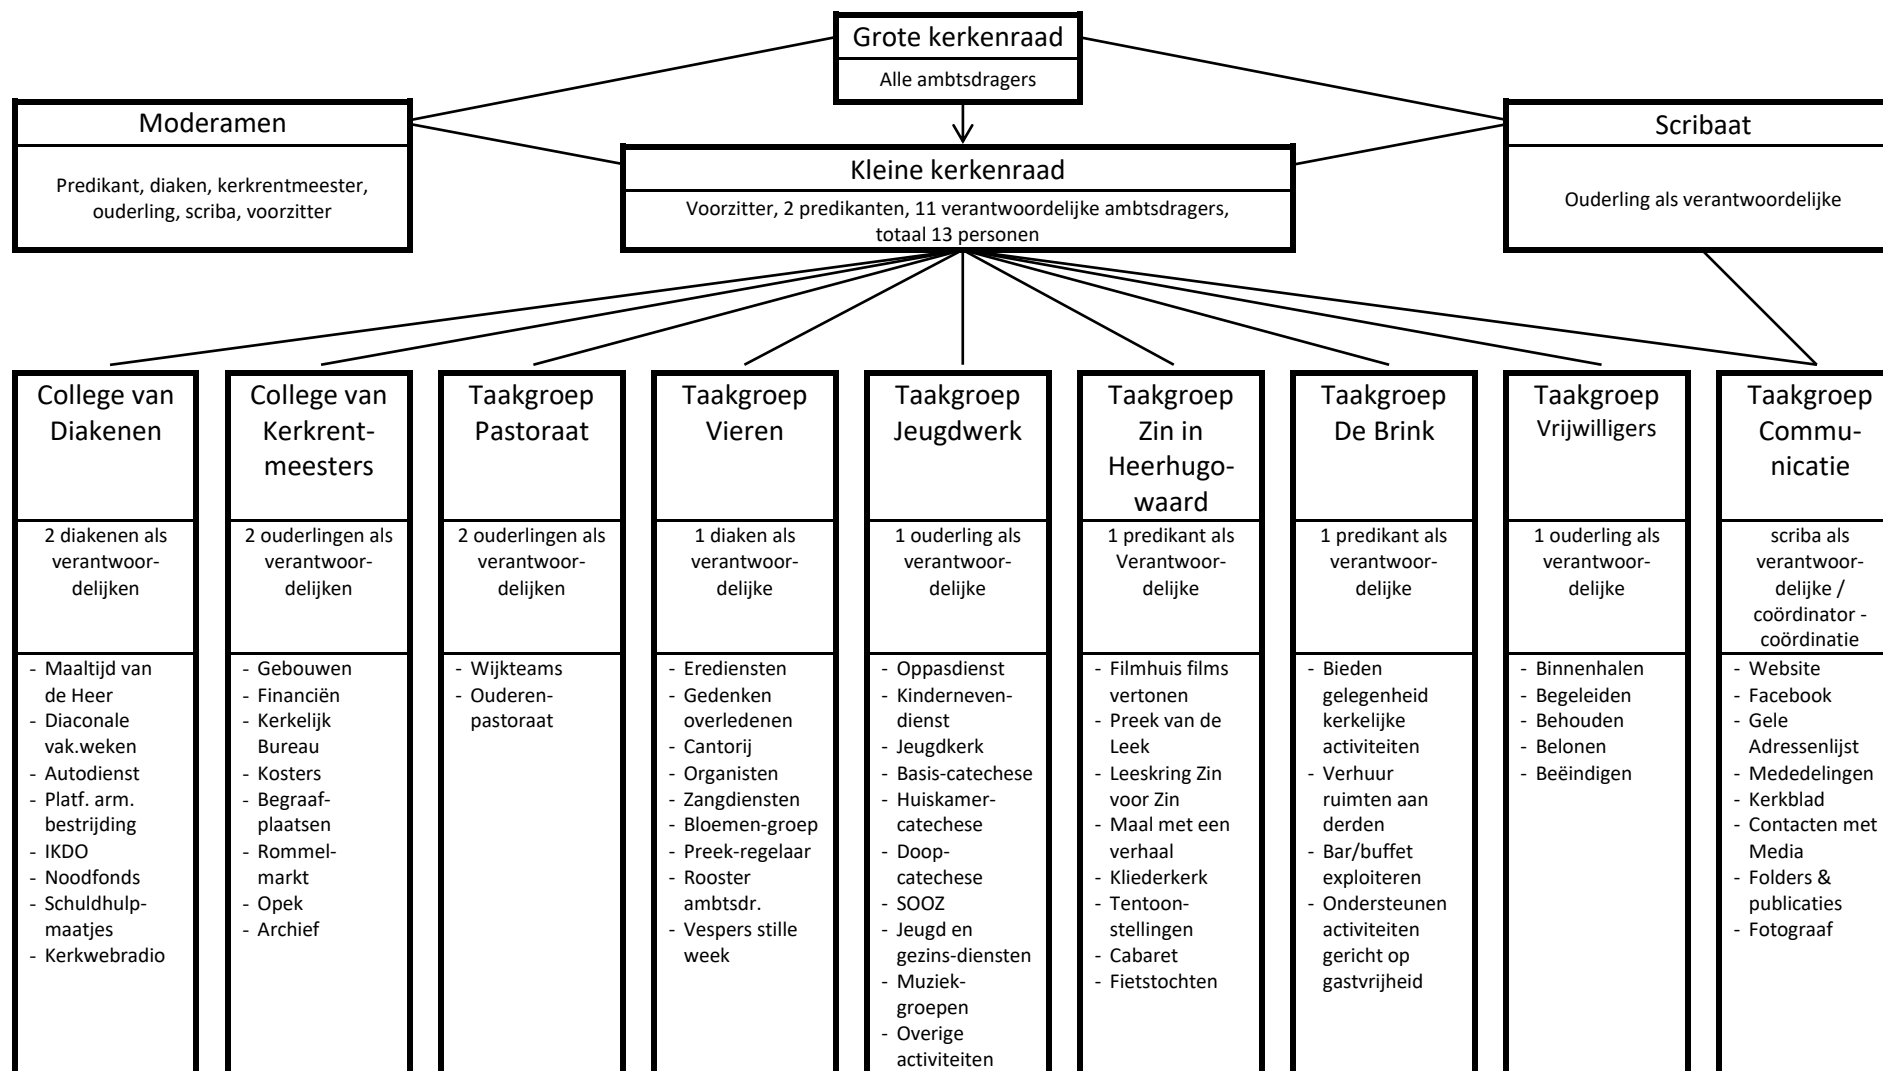 Grote kerkenraad
Alle ambtsdragers
Moderamen
Predikant, diaken, kerkrentmeester,
ouderling, scriba, voorzitter
Kleine kerkenraad
Voorzitter, 2 predikanten, 11 verantwoordelijke ambtsdragers,
totaal 13 personen
Scribaat
Ouderling als verantwoordelijke
College van
Diakenen
2 diakenen als
verantwoor-
delijken
- Maaltijd van
de Heer
- Diaconale
vak.weken
- Autodienst
- Platf. arm.
bestrijding
- IKDO
- Noodfonds
- Schuldhulp-
maatjes
- Kerkwebradio
College van
Kerkrent-
meesters
2 ouderlingen als
verantwoor-
delijken
- Gebouwen
- Financiën
- Kerkelijk
Bureau
- Kosters
- Begraaf-
plaatsen
- Rommel-
markt
- Opek
- Archief
Taakgroep
Pastoraat
2 ouderlingen als
verantwoor-
delijken
- Wijkteams
- Ouderen-
pastoraat
Taakgroep
Vieren
1 diaken als
verantwoor-
delijke
- Erediensten
- Gedenken
overledenen
- Cantorij
- Organisten
- Zangdiensten
- Bloemen-groep
- Preek-regelaar
- Rooster
ambtsdr.
- Vespers stille
week
Taakgroep
Jeugdwerk
1 ouderling als
verantwoor-
delijke
- Oppasdienst
- Kinderneven-
dienst
- Jeugdkerk
- Basis-catechese
- Huiskamer-
catechese
- Doop-
catechese
- SOOZ
- Jeugd en
gezins-diensten
- Muziek-
groepen
- Overige
activiteiten
Taakgroep
Zin in
Heerhugo-
waard
1 predikant als
Verantwoor-
delijke
- Filmhuis films
vertonen
- Preek van de
Leek
- Leeskring Zin
voor Zin
- Maal met een
verhaal
- Kliederkerk
- Tentoon-
stellingen
- Cabaret
- Fietstochten
Taakgroep
De Brink
1 predikant als
verantwoor-
delijke
- Bieden
gelegenheid
kerkelijke
activiteiten
- Verhuur
ruimten aan
derden
- Bar/buffet
exploiteren
- Ondersteunen
activiteiten
gericht op
gastvrijheid
Taakgroep
Vrijwilligers
1 ouderling als
verantwoor-
delijke
- Binnenhalen
- Begeleiden
- Behouden
- Belonen
- Beëindigen
Taakgroep
Commu-
nicatie
scriba als
verantwoor-
delijke /
coördinator -
coördinatie
- Website
- Facebook
- Gele
Adressenlijst
- Mededelingen
- Kerkblad
- Contacten met
Media
- Folders &
publicaties
- Fotograaf